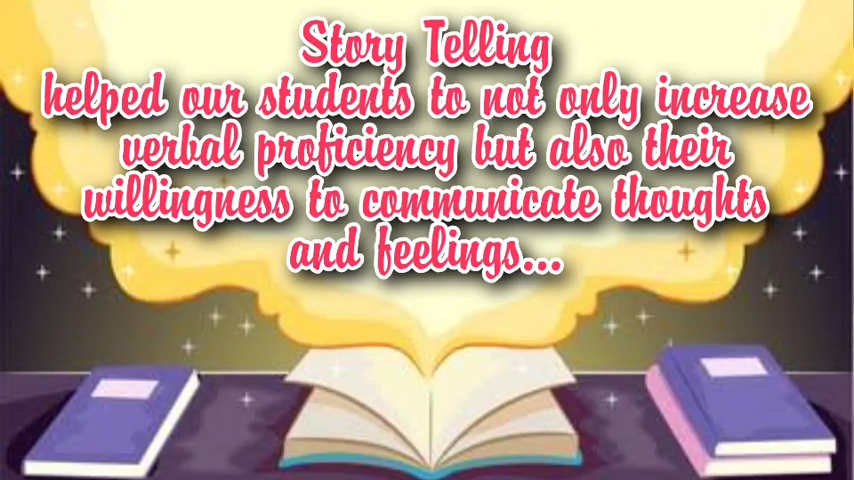 Story Telling
helped our students to not only increase
verbal proficiency but also their
willingness to communicate thoughts
and feelings...